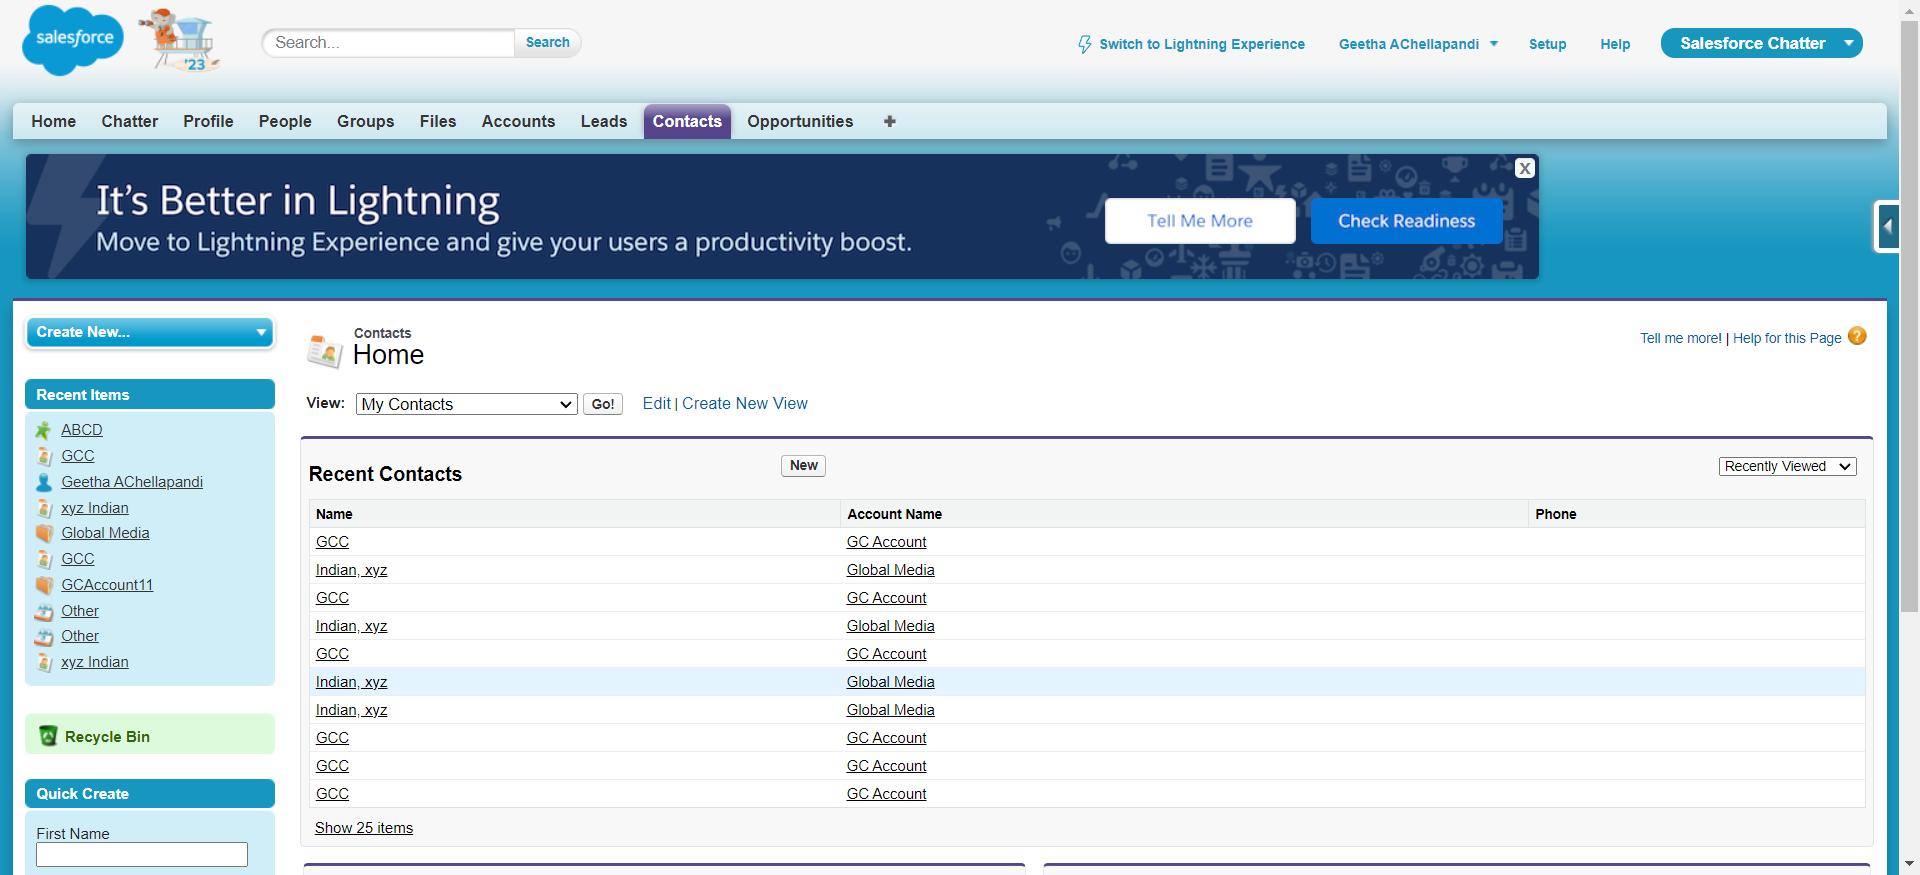 salesforce
'23
Search...
Search
Switch to Lightning Experience
Geetha AChellapandi
Setup
Help
Salesforce Chatter
Home
Chatter
Profile
People
Groups
Files
Accounts
Leads
Contacts
Opportunities
+
It's Better in Lightning
Move to Lightning Experience and give your users a productivity boost.
Tell Me More
Check Readiness
X
Create New...
Recent Items
ABCD
GCC
Geetha AChellapandi
xyz Indian
Global Media
GCC
GCAccount11
Other
Other
xyz Indian
Recycle Bin
Quick Create
First Name
Contacts
Home
Tell me more! | Help for this Page ?
View: My Contacts Go! Edit | Create New View
Recent Contacts New Recently Viewed
Name Account Name Phone
GCC GC Account
Indian, xyz Global Media
GCC GC Account
Indian, xyz Global Media
GCC GC Account
Indian, xyz Global Media
Indian, xyz Global Media
GCC GC Account
GCC GC Account
GCC GC Account
Show 25 items